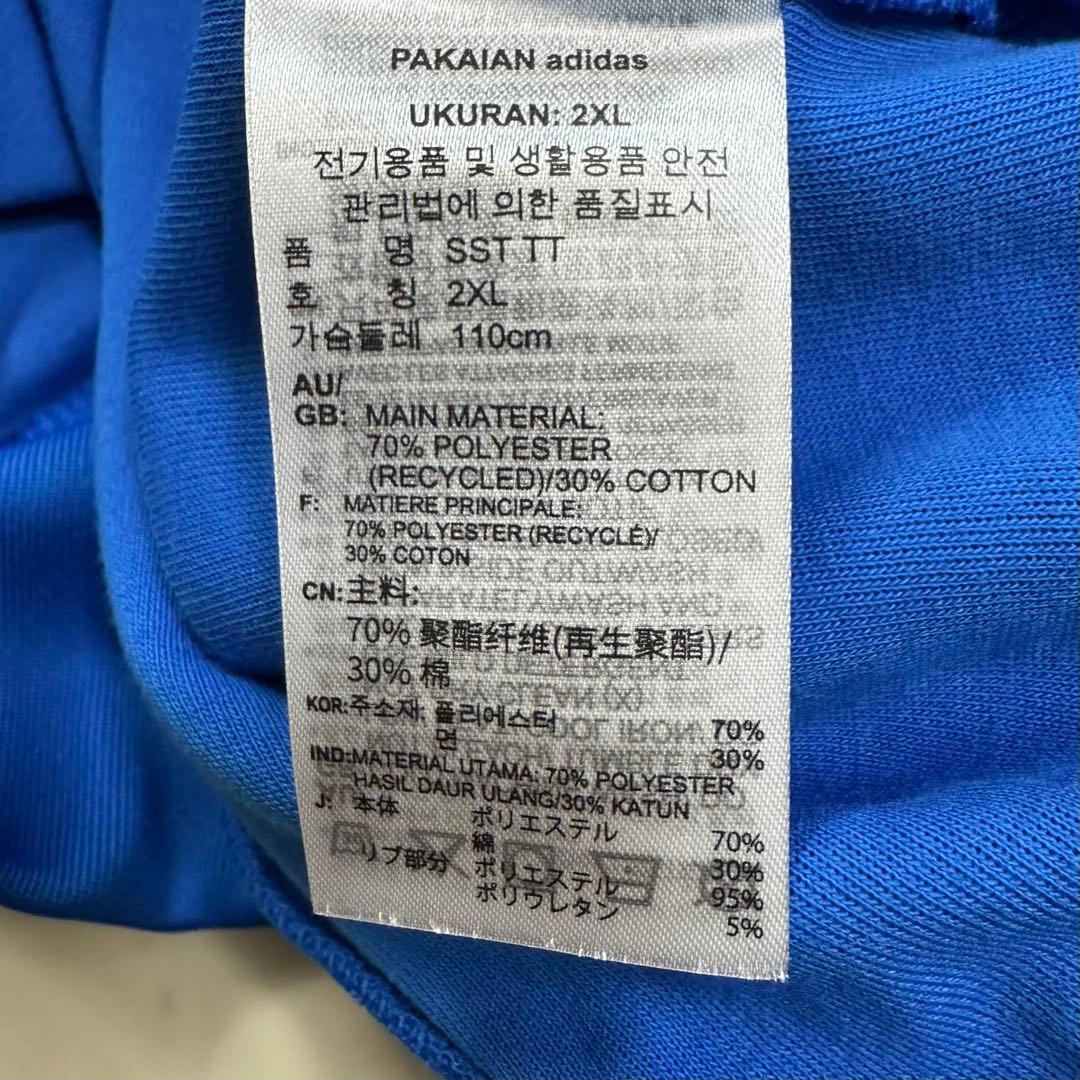 PAKAIAN adidas
UKURAN: 2XL
전기용품 및 생활용품 안전
관리법에 의한 품질표시
품 명 SST TT
호 칭 2XL
가슴둘레 110cm
AU/
GB: MAIN MATERIAL:
70% POLYESTER
(RECYCLED)/30% COTTON
F: MATIERE PRINCIPALE:
70% POLYESTER (RECYCLÉ)/
30% COTON
CN: 主料:
70% 聚酯纤维(再生聚酯)/
30% 棉
KOR: 주소재: 폴리에스터 70%
면 30%
IND: MATERIAL UTAMA: 70% POLYESTER
HASIL DAUR ULANG/30% KATUN
J: 本体 ポリエステル 70%
綿 30%
リブ部分 ポリエステル 95%
ポリウレタン 5%